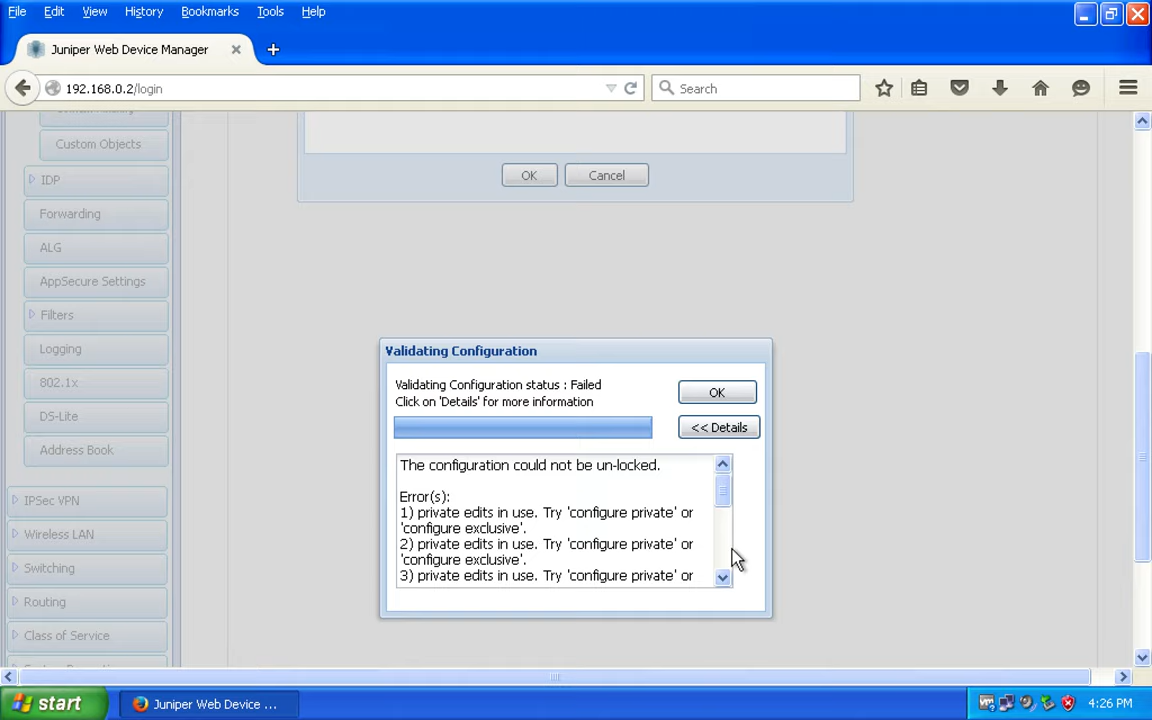 File Edit View History Bookmarks Tools Help
Juniper Web Device Manager
192.168.0.2/login
Search
Custom Objects
OK Cancel
IDP
Forwarding
ALG
AppSecure Settings
Filters
Logging
802.1x
DS-Lite
Address Book
IPSec VPN
Wireless LAN
Switching
Routing
Class of Service
Validating Configuration
Validating Configuration status : Failed
Click on 'Details' for more information
OK
<< Details
The configuration could not be un-locked.
Error(s):
1) private edits in use. Try 'configure private' or
'configure exclusive'.
2) private edits in use. Try 'configure private' or
'configure exclusive'.
3) private edits in use. Try 'configure private' or
start
Juniper Web Device ...
4:26 PM